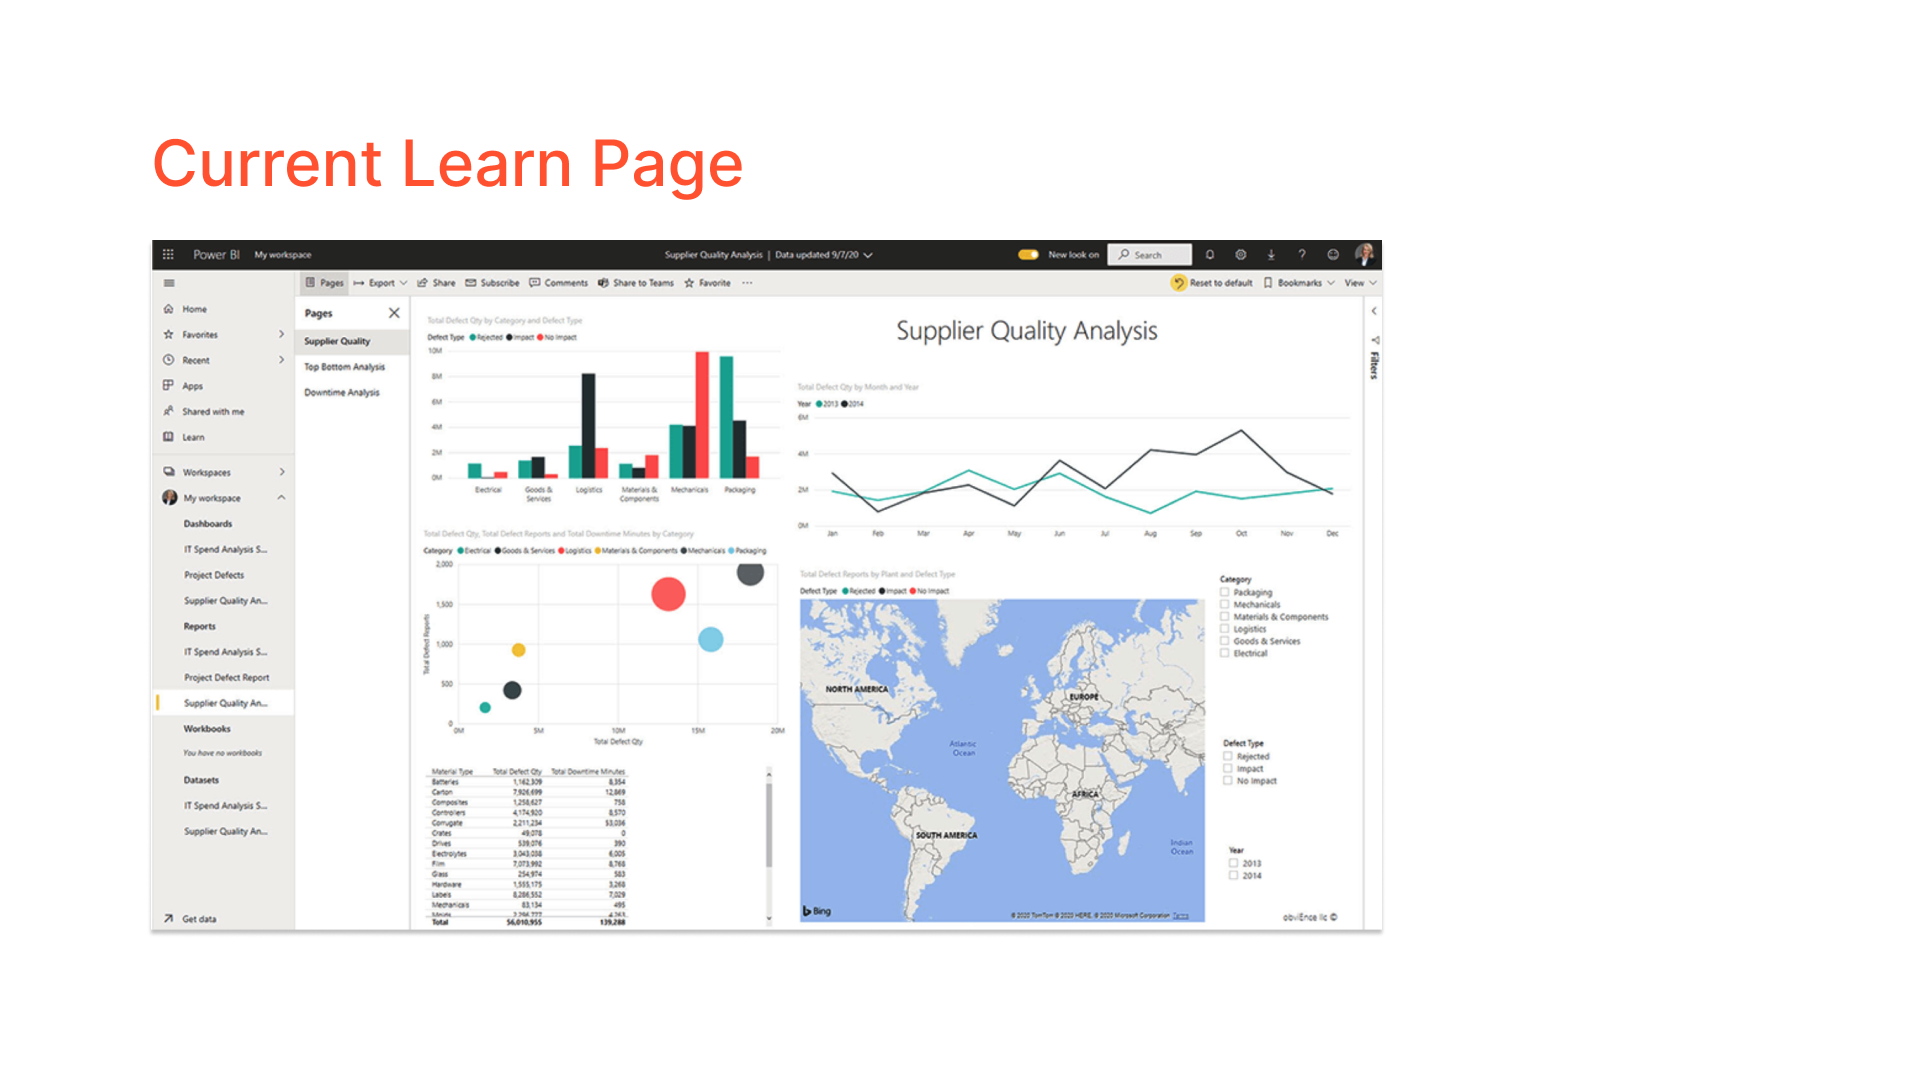 Current Learn Page
Power BI My workspace
Supplier Quality Analysis | Data updated 9/7/20
New look on
Search
Pages Export Share Subscribe Comments Share to Teams Favorite ...
Reset to default Bookmarks View
Home
Favorites
Recent
Apps
Shared with me
Learn
Workspaces
My workspace
Dashboards
IT Spend Analysis S...
Project Defects
Supplier Quality An...
Reports
IT Spend Analysis S...
Project Defect Report
Supplier Quality An...
Workbooks
You have no workbooks
Datasets
IT Spend Analysis S...
Supplier Quality An...
Get data
Pages
Supplier Quality
Top Bottom Analysis
Downtime Analysis
Total Defect Qty by Category and Defect Type
Defect Type Rejected Impact No Impact
10M
8M
6M
4M
2M
0M
Electrical Goods & Services Logistics Materials & Components Mechanicals Packaging
Supplier Quality Analysis
Total Defect Qty by Month and Year
Year 2013 2014
6M
4M
2M
0M
Jan Feb Mar Apr May Jun Jul Aug Sep Oct Nov Dec
Total Defect Qty, Total Defect Reports and Total Downtime Minutes by Category
Category Electrical Goods & Services Logistics Materials & Components Mechanicals Packaging
Total Defect Reports
2,000
1,500
1,000
500
0
0M 5M 10M 15M 20M
Total Defect Qty
Material Type Total Defect Qty Total Downtime Minutes
Batteries 1,162,309 8,354
Carton 7,926,699 12,869
Composites 1,258,627 758
Controllers 4,174,920 8,570
Corrugate 2,211,234 53,036
Crates 49,078 0
Drives 539,076 390
Electrolytes 3,043,038 6,005
Film 7,073,992 8,768
Glass 254,974 583
Hardware 1,555,175 3,268
Labels 8,286,552 7,029
Mechanicals 83,134 495
Total 56,010,955 139,288
Total Defect Reports by Plant and Defect Type
Defect Type Rejected Impact No Impact
NORTH AMERICA
EUROPE
Atlantic
Ocean
AFRICA
SOUTH AMERICA
Indian
Ocean
Bing
© 2020 TomTom © 2020 HERE, © 2020 Microsoft Corporation Terms
Category
Packaging
Mechanicals
Materials & Components
Logistics
Goods & Services
Electrical
Defect Type
Rejected
Impact
No Impact
Year
2013
2014
obviEnce llc ©
Filters